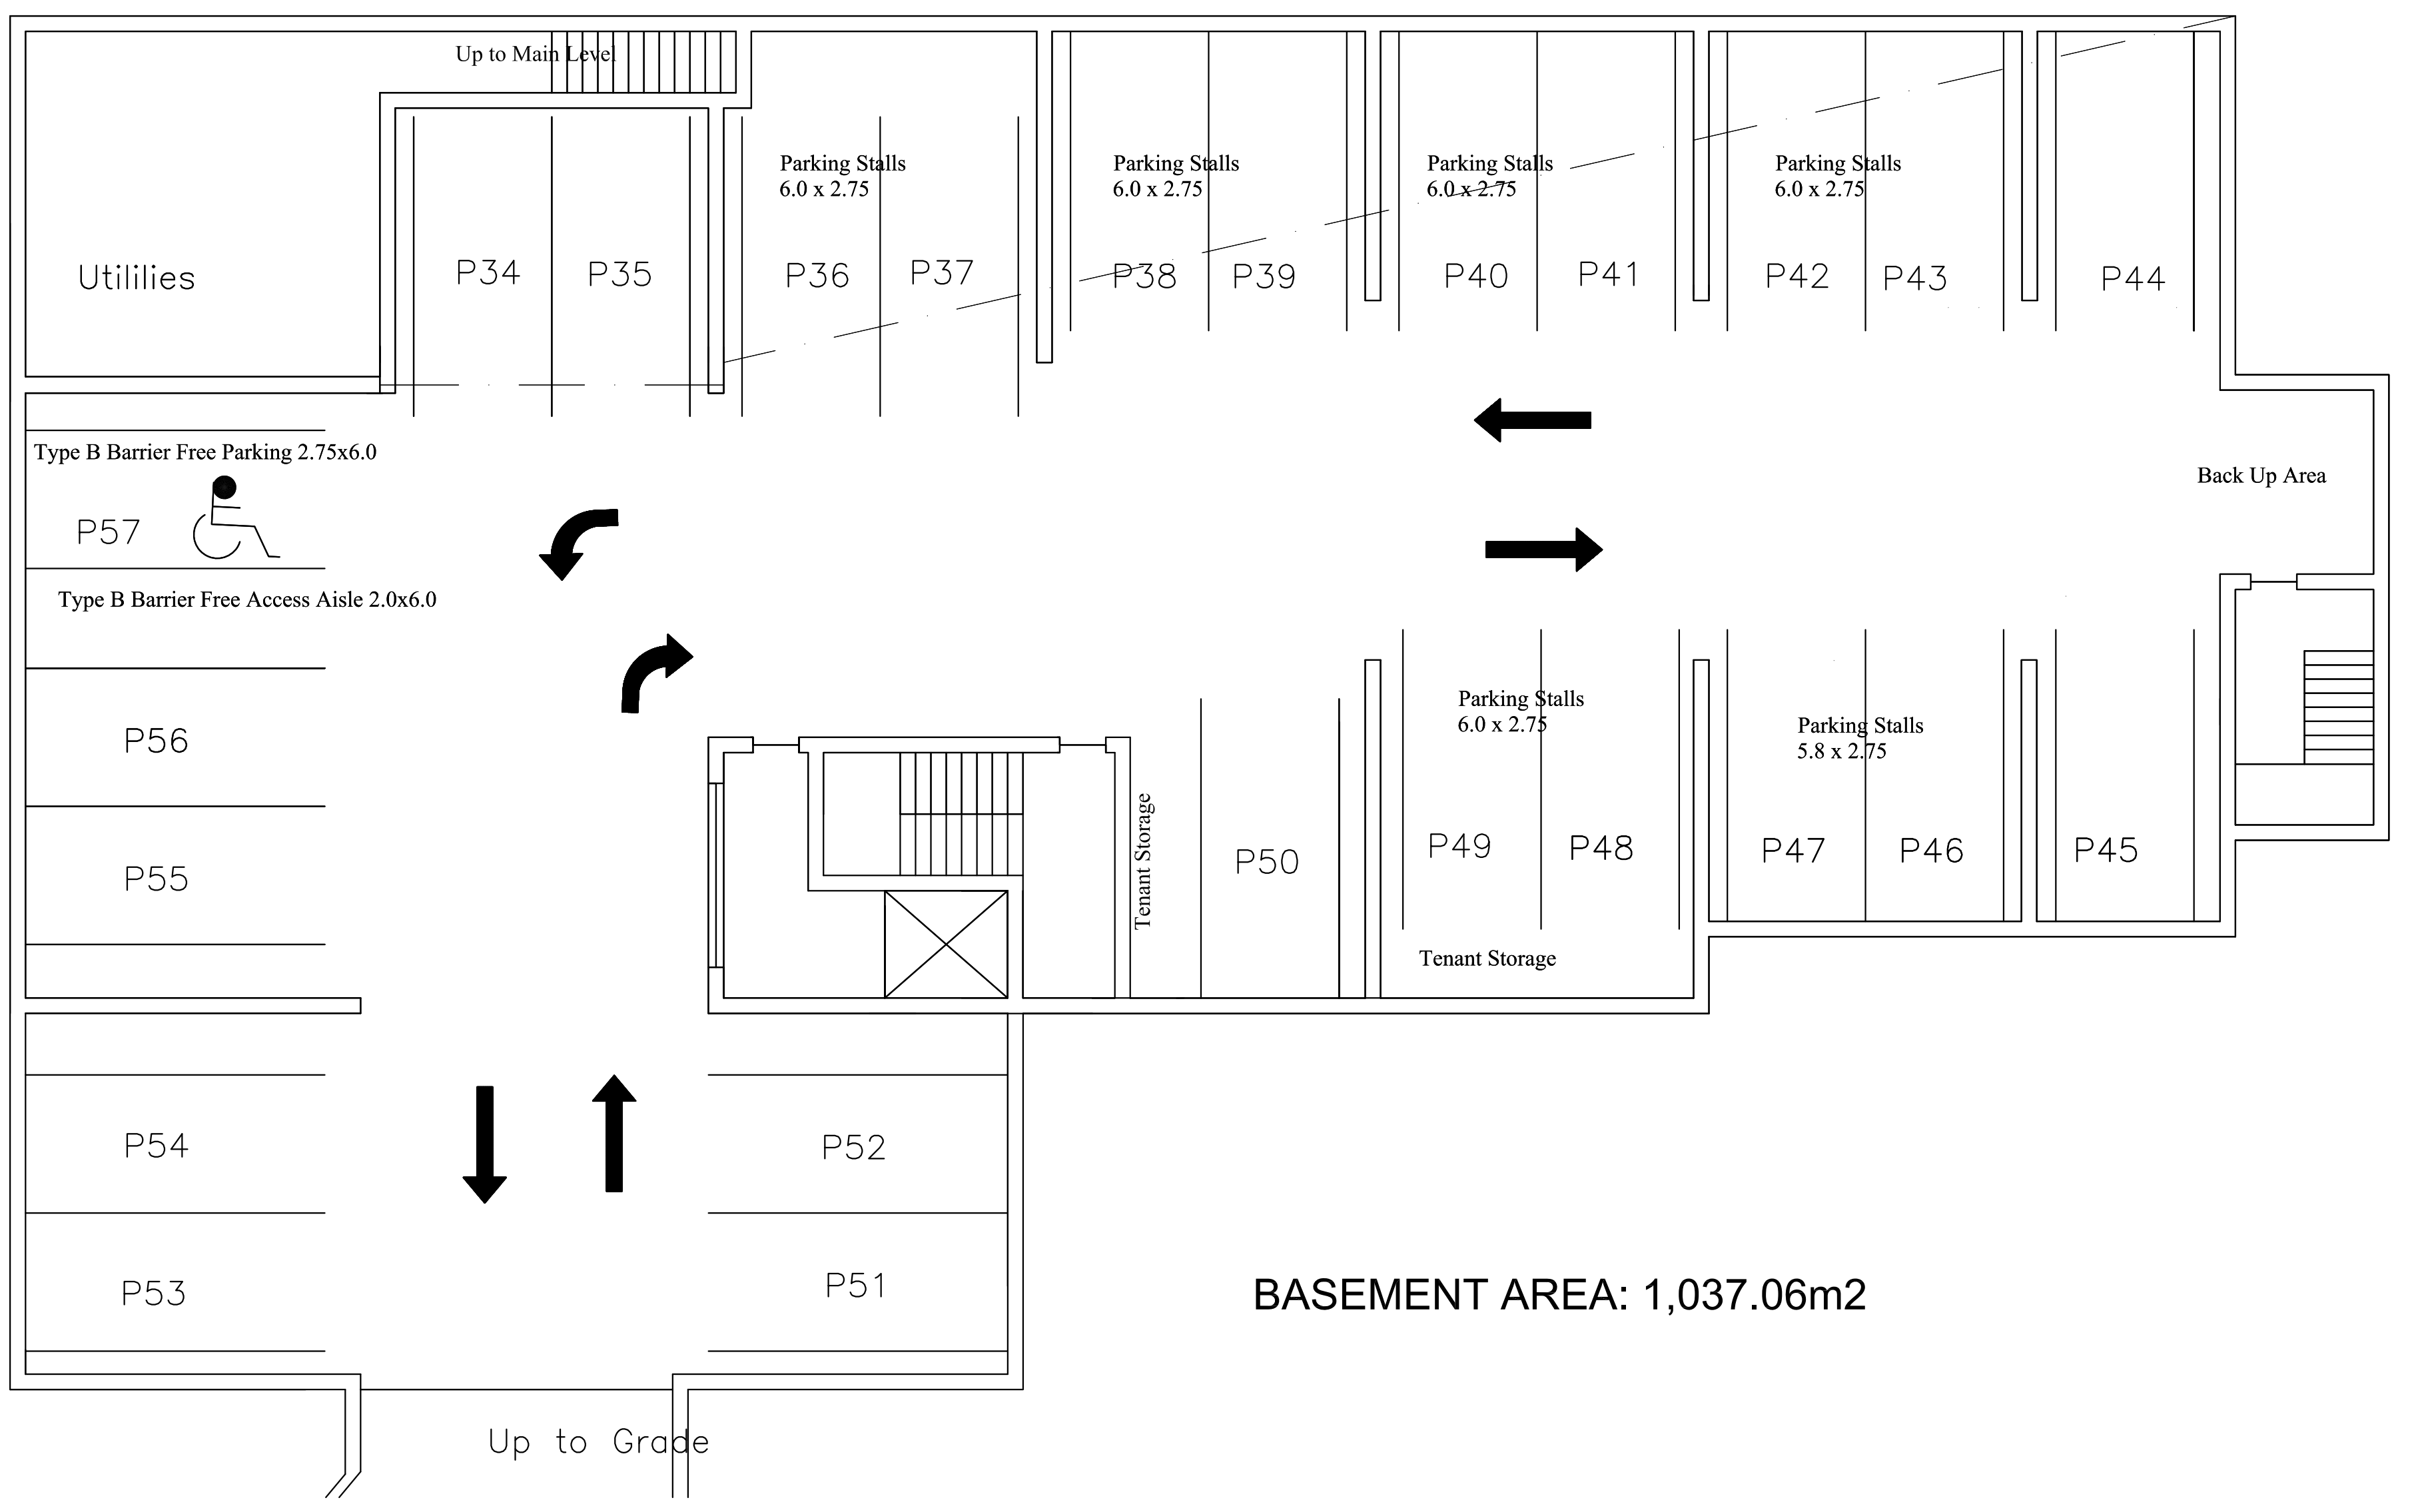 Up to Main Level
Parking Stalls
6.0 x 2.75
Parking Stalls
6.0 x 2.75
Parking Stalls
6.0 x 2.75
Parking Stalls
6.0 x 2.75
Utililies
P34
P35
P36
P37
P38
P39
P40
P41
P42
P43
P44
Type B Barrier Free Parking 2.75x6.0
Back Up Area
P57
Type B Barrier Free Access Aisle 2.0x6.0
Parking Stalls
6.0 x 2.75
Parking Stalls
5.8 x 2.75
P56
P55
Tenant Storage
P50
P49
P48
P47
P46
P45
Tenant Storage
P54
P52
P53
P51
BASEMENT AREA: 1,037.06m2
Up to Grade